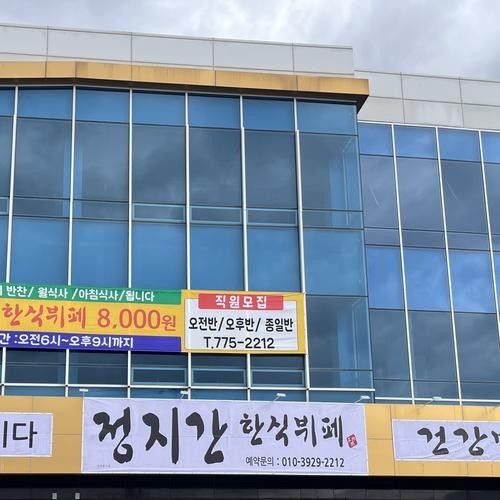 반찬/ 월식사 /아침식사/됩니다
한식뷔페 8,000원
간 :오전6시~오후9시까지
직원모집
오전반/오후반/ 종일반
T.775-2212
다
정지간 한식뷔페
예약문의 : 010-3929-2212
건강